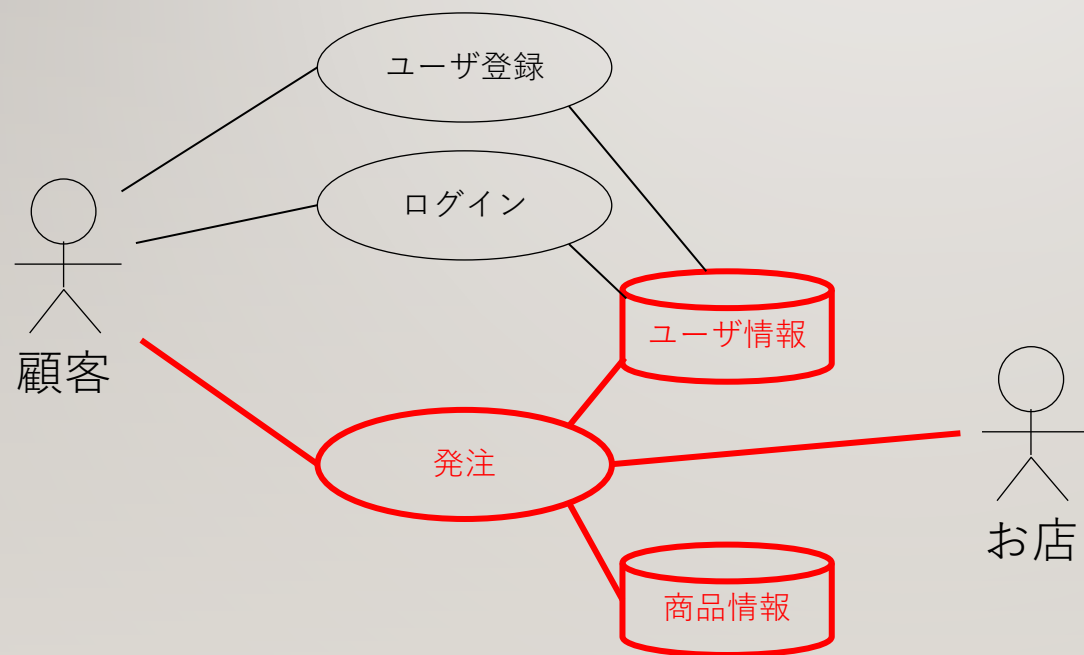 ユーザ登録
ログイン
ユーザ情報
顧客
発注
お店
商品情報